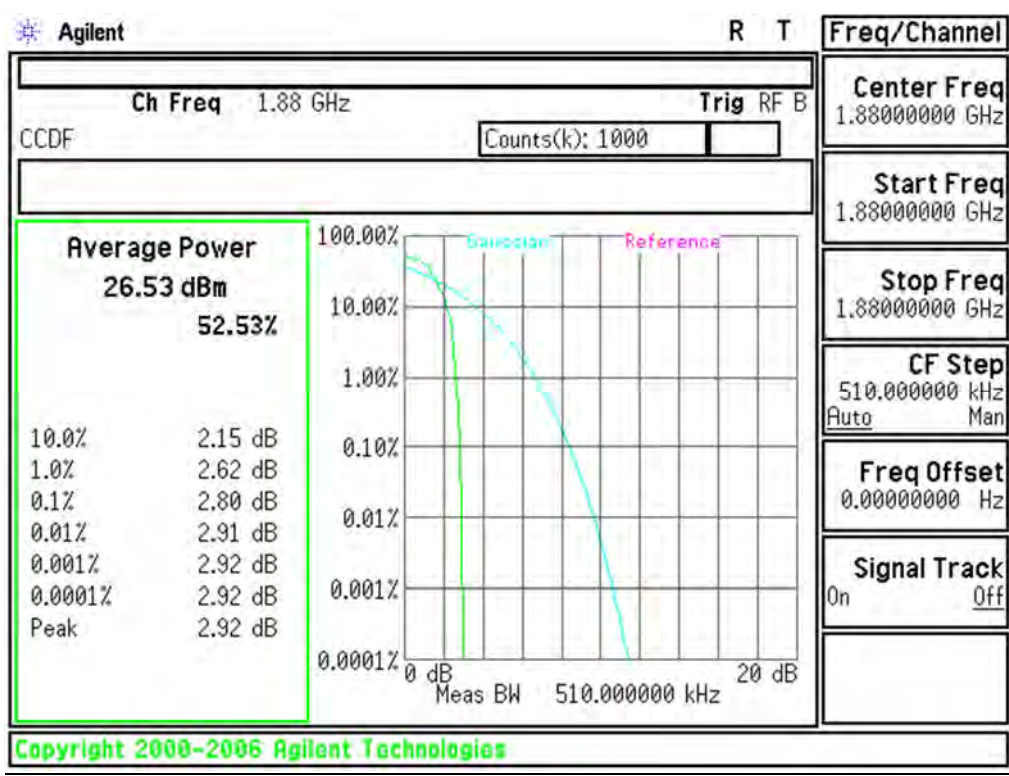 Agilent R T
Ch Freq 1.88 GHz Trig RF B
CCDF
Counts(k): 1000
Average Power
26.53 dBm
52.53%
10.0% 2.15 dB
1.0% 2.62 dB
0.1% 2.80 dB
0.01% 2.91 dB
0.001% 2.92 dB
0.0001% 2.92 dB
Peak 2.92 dB
Gaussian Reference
100.00%
10.00%
1.00%
0.10%
0.01%
0.001%
0.0001%
0 dB 20 dB
Meas BW 510.000000 kHz
Freq/Channel
Center Freq
1.88000000 GHz
Start Freq
1.88000000 GHz
Stop Freq
1.88000000 GHz
CF Step
510.000000 kHz
Auto Man
Freq Offset
0.00000000 Hz
Signal Track
On Off
Copyright 2000-2006 Agilent Technologies